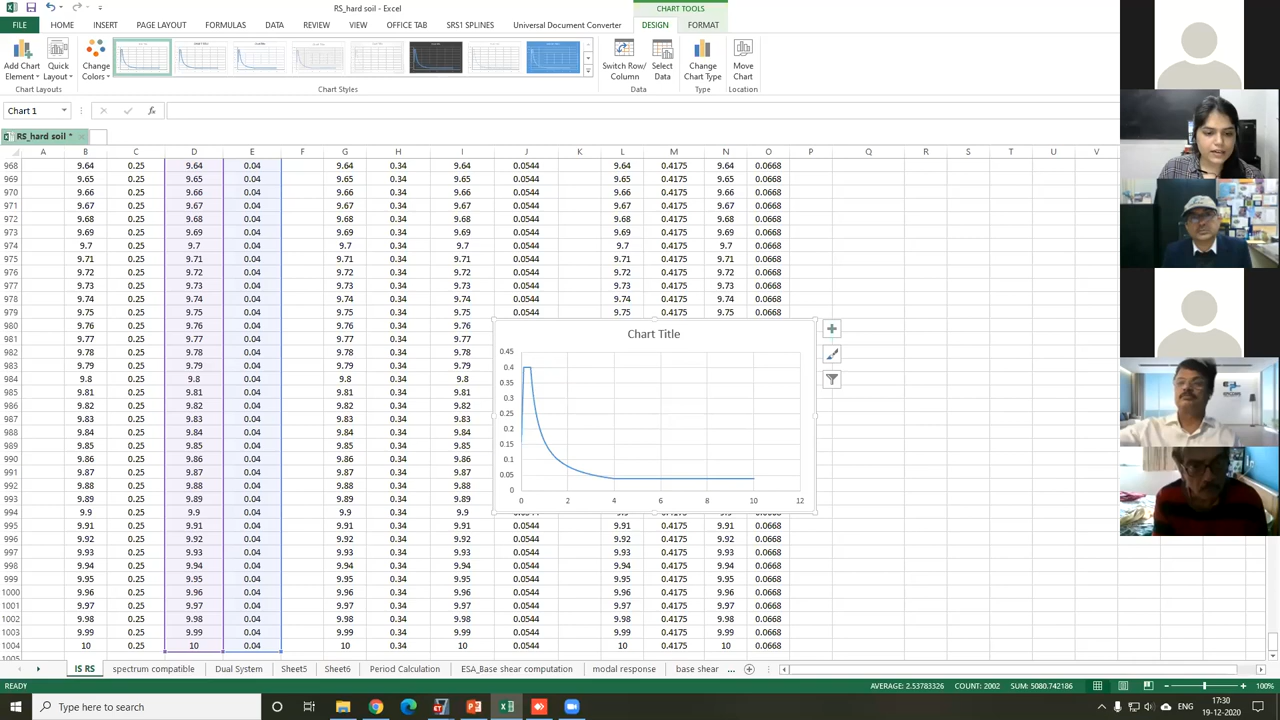 RS_hard soil - Excel
CHART TOOLS
FILE HOME INSERT PAGE LAYOUT FORMULAS DATA REVIEW VIEW OFFICE TAB SRS1 SPLINES Universal Document Converter DESIGN FORMAT
Add Chart Element Quick Layout Change Colors Switch Row/Column Select Data Change Chart Type Move Chart
Chart Layouts Chart Styles Data Type Location
Chart 1 fx
RS_hard soil *
A B C D E F G H I J K L M N O P Q R S T U V
968 9.64 0.25 9.64 0.04 9.64 0.34 9.64 0.0544 9.64 0.4175 9.64 0.0668
969 9.65 0.25 9.65 0.04 9.65 0.34 9.65 0.0544 9.65 0.4175 9.65 0.0668
970 9.66 0.25 9.66 0.04 9.66 0.34 9.66 0.0544 9.66 0.4175 9.66 0.0668
971 9.67 0.25 9.67 0.04 9.67 0.34 9.67 0.0544 9.67 0.4175 9.67 0.0668
972 9.68 0.25 9.68 0.04 9.68 0.34 9.68 0.0544 9.68 0.4175 9.68 0.0668
973 9.69 0.25 9.69 0.04 9.69 0.34 9.69 0.0544 9.69 0.4175 9.69 0.0668
974 9.7 0.25 9.7 0.04 9.7 0.34 9.7 0.0544 9.7 0.4175 9.7 0.0668
975 9.71 0.25 9.71 0.04 9.71 0.34 9.71 0.0544 9.71 0.4175 9.71 0.0668
976 9.72 0.25 9.72 0.04 9.72 0.34 9.72 0.0544 9.72 0.4175 9.72 0.0668
977 9.73 0.25 9.73 0.04 9.73 0.34 9.73 0.0544 9.73 0.4175 9.73 0.0668
978 9.74 0.25 9.74 0.04 9.74 0.34 9.74 0.0544 9.74 0.4175 9.74 0.0668
979 9.75 0.25 9.75 0.04 9.75 0.34 9.75 0.0544 9.75 0.4175 9.75 0.0668
980 9.76 0.25 9.76 0.04 9.76 0.34 9.76
981 9.77 0.25 9.77 0.04 9.77 0.34 9.77
982 9.78 0.25 9.78 0.04 9.78 0.34 9.78
983 9.79 0.25 9.79 0.04 9.79 0.34 9.79
984 9.8 0.25 9.8 0.04 9.8 0.34 9.8
985 9.81 0.25 9.81 0.04 9.81 0.34 9.81
986 9.82 0.25 9.82 0.04 9.82 0.34 9.82
987 9.83 0.25 9.83 0.04 9.83 0.34 9.83
988 9.84 0.25 9.84 0.04 9.84 0.34 9.84
989 9.85 0.25 9.85 0.04 9.85 0.34 9.85
990 9.86 0.25 9.86 0.04 9.86 0.34 9.86
991 9.87 0.25 9.87 0.04 9.87 0.34 9.87
992 9.88 0.25 9.88 0.04 9.88 0.34 9.88
993 9.89 0.25 9.89 0.04 9.89 0.34 9.89
994 9.9 0.25 9.9 0.04 9.9 0.34 9.9
995 9.91 0.25 9.91 0.04 9.91 0.34 9.91 0.0544 9.91 0.4175 9.91 0.0668
996 9.92 0.25 9.92 0.04 9.92 0.34 9.92 0.0544 9.92 0.4175 9.92 0.0668
997 9.93 0.25 9.93 0.04 9.93 0.34 9.93 0.0544 9.93 0.4175 9.93 0.0668
998 9.94 0.25 9.94 0.04 9.94 0.34 9.94 0.0544 9.94 0.4175 9.94 0.0668
999 9.95 0.25 9.95 0.04 9.95 0.34 9.95 0.0544 9.95 0.4175 9.95 0.0668
1000 9.96 0.25 9.96 0.04 9.96 0.34 9.96 0.0544 9.96 0.4175 9.96 0.0668
1001 9.97 0.25 9.97 0.04 9.97 0.34 9.97 0.0544 9.97 0.4175 9.97 0.0668
1002 9.98 0.25 9.98 0.04 9.98 0.34 9.98 0.0544 9.98 0.4175 9.98 0.0668
1003 9.99 0.25 9.99 0.04 9.99 0.34 9.99 0.0544 9.99 0.4175 9.99 0.0668
1004 10 0.25 10 0.04 10 0.34 10 0.0544 10 0.4175 10 0.0668
Chart Title
0.45
0.4
0.35
0.3
0.25
0.2
0.15
0.1
0.05
0
0 2 4 6 8 10 12
IS RS spectrum compatible Dual System Sheet5 Sheet6 Period Calculation ESA_Base shear computation modal response base shear ...
READY AVERAGE: 2.53783326 COUNT: 2002 SUM: 5080.742186 100%
Type here to search ENG 17:30
19-12-2020